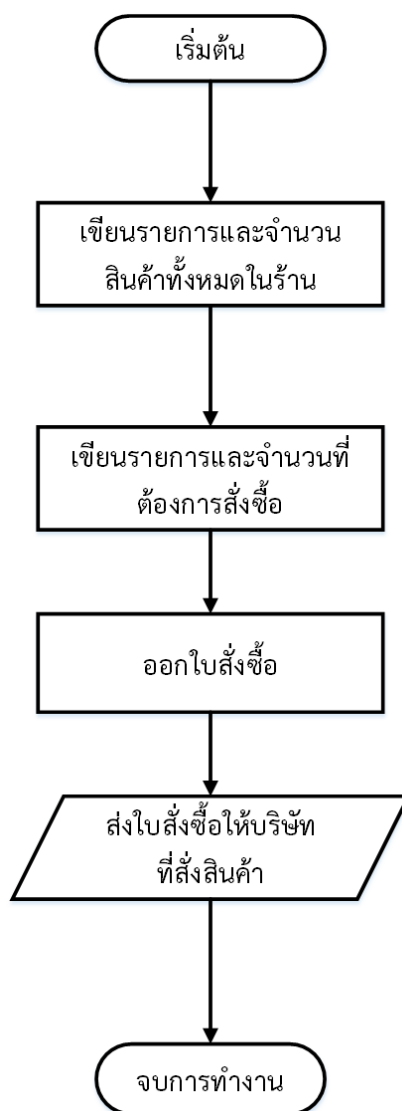 เริ่มต้น
เขียนรายการและจำนวน
สินค้าทั้งหมดในร้าน
เขียนรายการและจำนวนที่
ต้องการสั่งซื้อ
ออกใบสั่งซื้อ
ส่งใบสั่งซื้อให้บริษัท
ที่สั่งสินค้า
จบการทำงาน